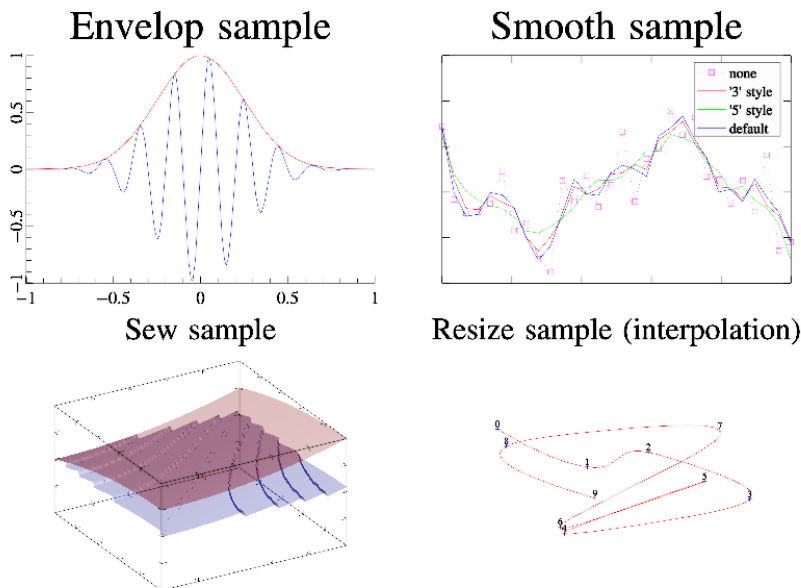 Envelop sample
Smooth sample
1
0.5
0
−0.5
−1
−1
−0.5
0
0.5
1
none
'3' style
'5' style
default
Sew sample
Resize sample (interpolation)
0
1
2
3
4
5
6
7
8
9